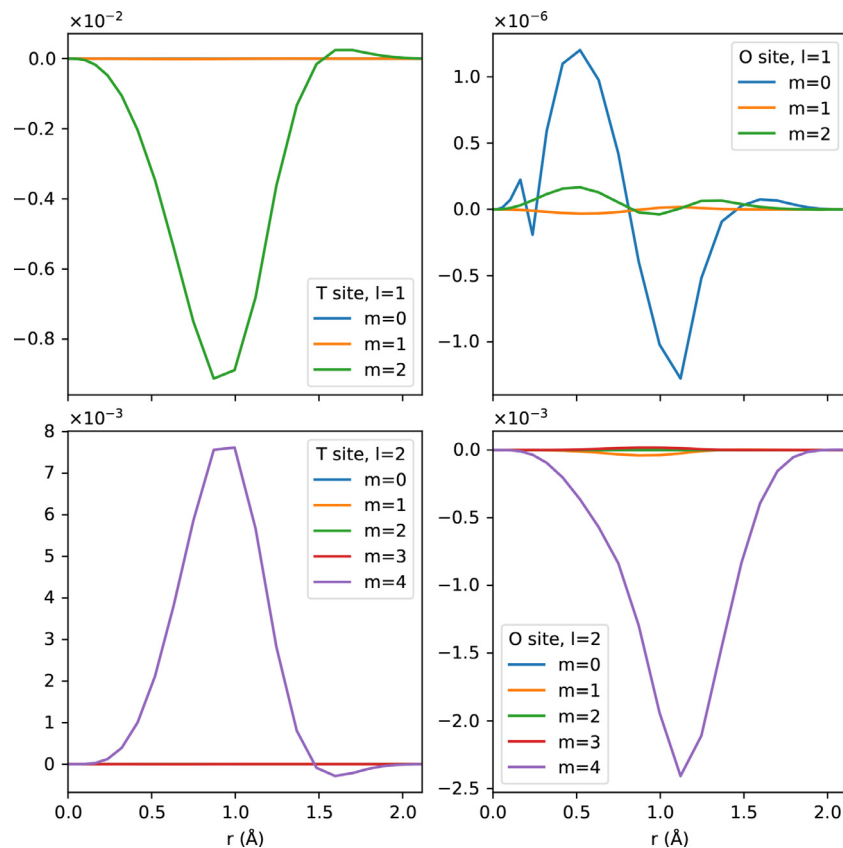 ×10⁻²
0.0
−0.2
−0.4
−0.6
−0.8
T site, l=1
m=0
m=1
m=2
×10⁻⁶
1.0
0.5
0.0
−0.5
−1.0
O site, l=1
m=0
m=1
m=2
×10⁻³
8
7
6
5
4
3
2
1
0
T site, l=2
m=0
m=1
m=2
m=3
m=4
0.0
0.5
1.0
1.5
2.0
r (Å)
×10⁻³
0.0
−0.5
−1.0
−1.5
−2.0
−2.5
O site, l=2
m=0
m=1
m=2
m=3
m=4
0.0
0.5
1.0
1.5
2.0
r (Å)